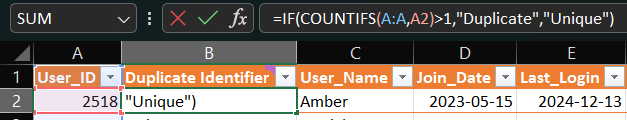 SUM fx =IF(COUNTIFS(A:A,A2)>1,"Duplicate","Unique")
A B C D E
1 User_ID Duplicate Identifier User_Name Join_Date Last_Login
2 2518 "Unique") Amber 2023-05-15 2024-12-13